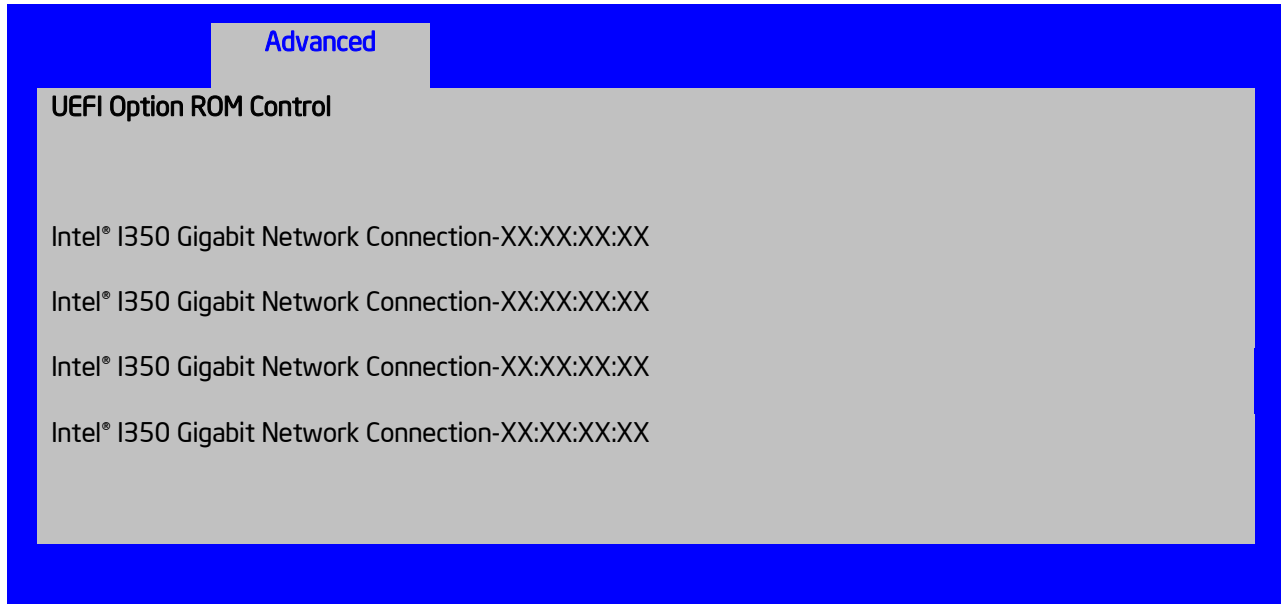 Advanced
UEFI Option ROM Control
Intel® I350 Gigabit Network Connection-XX:XX:XX:XX
Intel® I350 Gigabit Network Connection-XX:XX:XX:XX
Intel® I350 Gigabit Network Connection-XX:XX:XX:XX
Intel® I350 Gigabit Network Connection-XX:XX:XX:XX